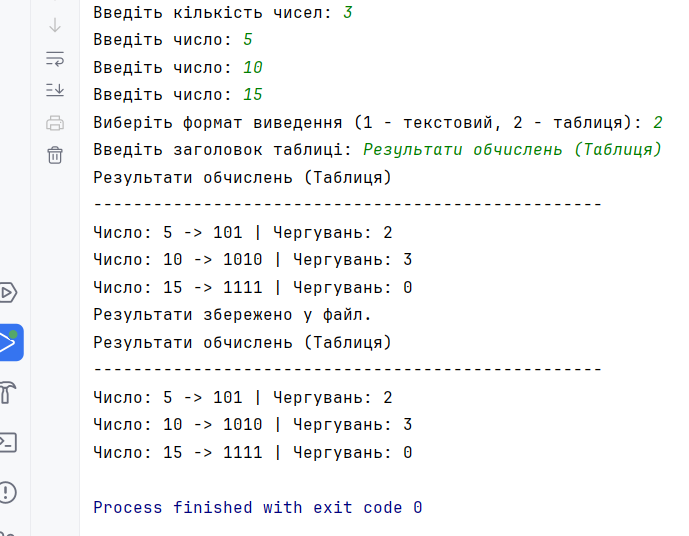 Введіть кількість чисел: 3
Введіть число: 5
Введіть число: 10
Введіть число: 15
Виберіть формат виведення (1 - текстовий, 2 - таблиця): 2
Введіть заголовок таблиці: Результати обчислень (Таблиця)
Результати обчислень (Таблиця)
---------------------------------------------------
Число: 5 -> 101 | Чергувань: 2
Число: 10 -> 1010 | Чергувань: 3
Число: 15 -> 1111 | Чергувань: 0
Результати збережено у файл.
Результати обчислень (Таблиця)
---------------------------------------------------
Число: 5 -> 101 | Чергувань: 2
Число: 10 -> 1010 | Чергувань: 3
Число: 15 -> 1111 | Чергувань: 0
Process finished with exit code 0